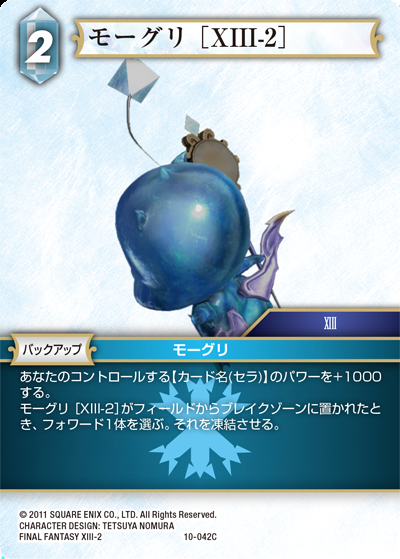 2
モーグリ [XIII-2]
XIII
バックアップ
モーグリ
あなたのコントロールする【カード名(セラ)】のパワーを+1000
する。
モーグリ [XIII-2]がフィールドからブレイクゾーンに置かれたと
き、フォワード1体を選ぶ。それを凍結させる。
© 2011 SQUARE ENIX CO., LTD. All Rights Reserved.
CHARACTER DESIGN: TETSUYA NOMURA
FINAL FANTASY XIII-2 10-042C